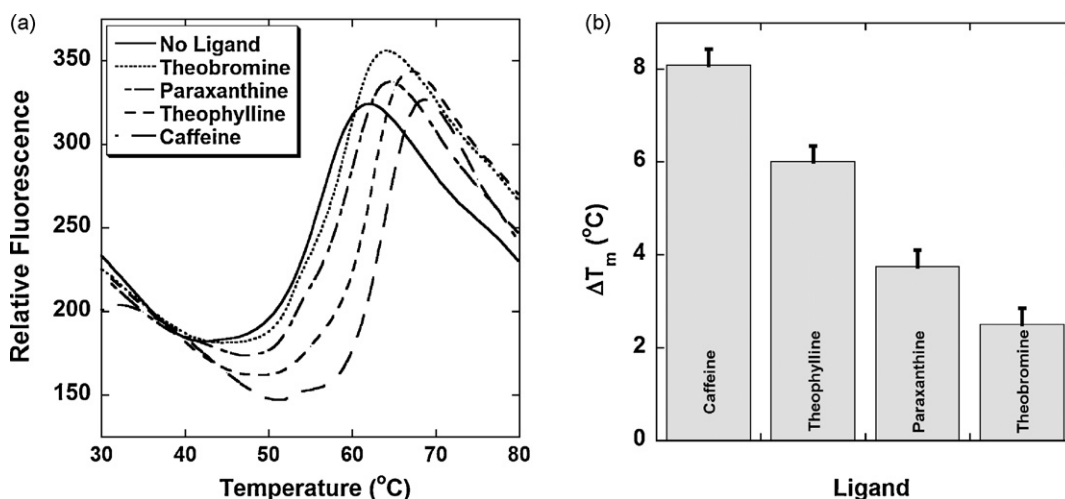 (a)
No Ligand
Theobromine
Paraxanthine
Theophylline
Caffeine
Relative Fluorescence
350
300
250
200
150
30 40 50 60 70 80
Temperature (°C)
(b)
ΔTm (°C)
8
6
4
2
0
Caffeine
Theophylline
Paraxanthine
Theobromine
Ligand